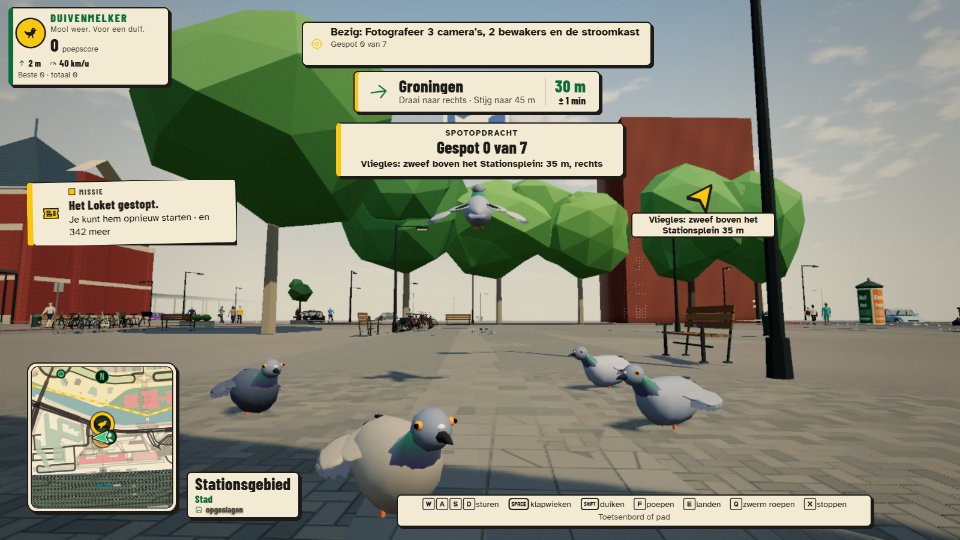 DUIVENMELKER
Mooi weer. Voor een duif.
0 poepscore
↑ 2 m 40 km/u
Beste 0 · totaal 0
Bezig: Fotografeer 3 camera's, 2 bewakers en de stroomkast
Gespot 0 van 7
Groningen
Draai naar rechts · Stijg naar 45 m
30 m
± 1 min
SPOTOPDRACHT
Gespot 0 van 7
Vliegles: zweef boven het Stationsplein: 35 m, rechts
MISSIE
Het Loket gestopt.
Je kunt hem opnieuw starten · en
342 meer
Vliegles: zweef boven het
Stationsplein 35 m
N
Stationsgebied
Stad
opgeslagen
W A S D sturen SPACE klapwieken SHIFT duiken F poepen E landen Q zwerm roepen X stoppen
Toetsenbord of pad